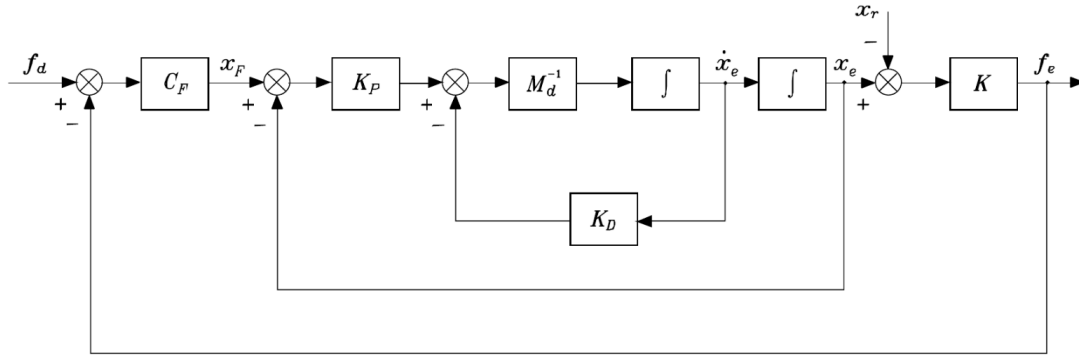 x_r
f_d
+
−
C_F
x_F
+
−
K_P
+
−
M_d^{-1}
∫
ẋ_e
∫
x_e
−
+
K
f_e
K_D